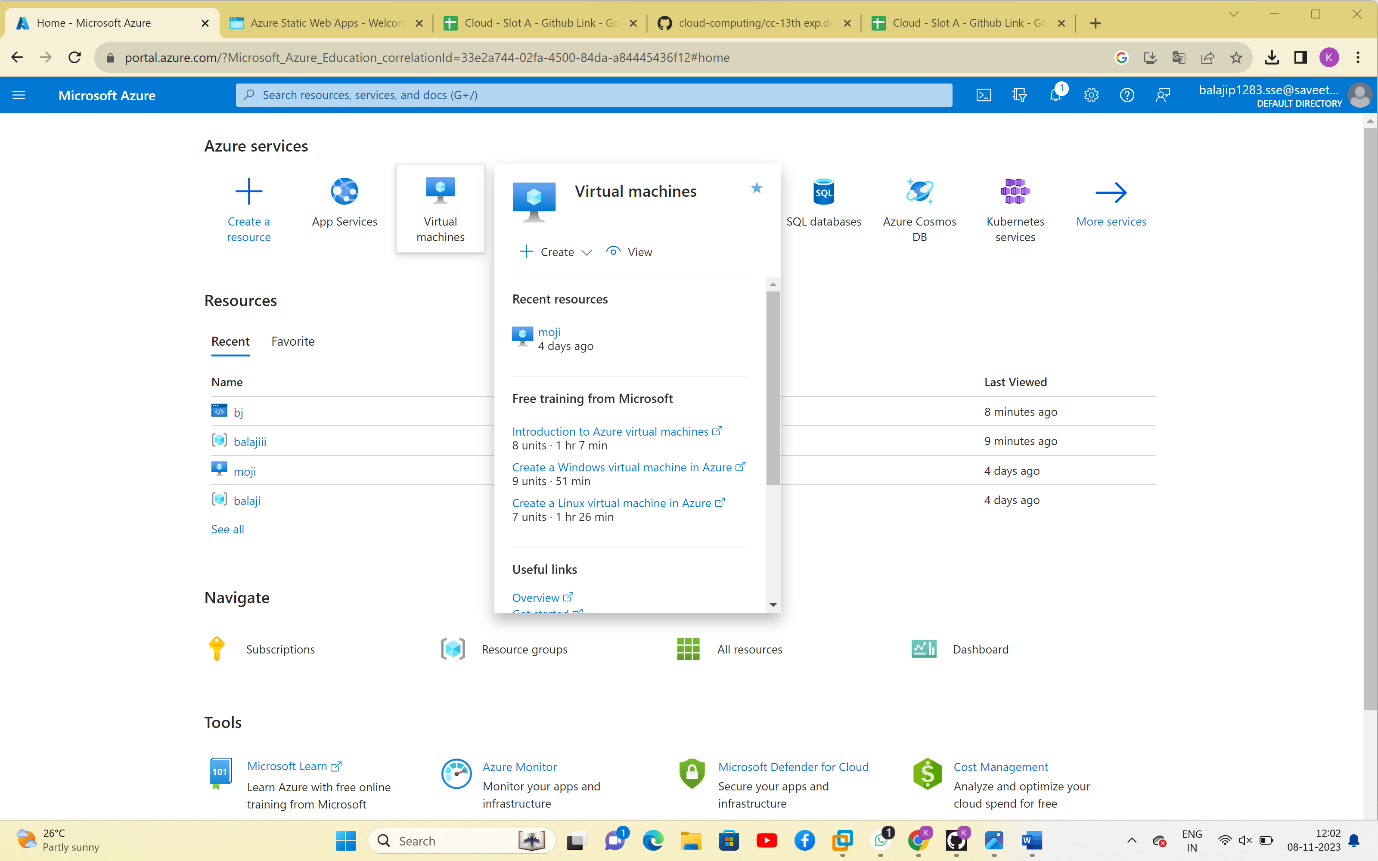 Home - Microsoft Azure
Azure Static Web Apps - Welcom
Cloud - Slot A - Github Link - Go
cloud-computing/cc-13th exp.do
Cloud - Slot A - Github Link - Go
portal.azure.com/?Microsoft_Azure_Education_correlationId=33e2a744-02fa-4500-84da-a84445436f12#home
K
Microsoft Azure
Search resources, services, and docs (G+/)
1
balajip1283.sse@saveet...
DEFAULT DIRECTORY
Azure services
Create a
resource
App Services
Virtual
machines
SQL
SQL databases
Azure Cosmos
DB
Kubernetes
services
More services
Virtual machines
Create
View
Recent resources
moji
4 days ago
Free training from Microsoft
Introduction to Azure virtual machines
8 units · 1 hr 7 min
Create a Windows virtual machine in Azure
9 units · 51 min
Create a Linux virtual machine in Azure
7 units · 1 hr 26 min
Useful links
Overview
Get started
Resources
Recent
Favorite
Name
Last Viewed
bj
8 minutes ago
balajiii
9 minutes ago
moji
4 days ago
balaji
4 days ago
See all
Navigate
Subscriptions
Resource groups
All resources
Dashboard
Tools
101
Microsoft Learn
Learn Azure with free online
training from Microsoft
Azure Monitor
Monitor your apps and
infrastructure
Microsoft Defender for Cloud
Secure your apps and
infrastructure
Cost Management
Analyze and optimize your
cloud spend for free
26°C
Partly sunny
Search
1
1
K
K
ENG
IN
12:02
08-11-2023